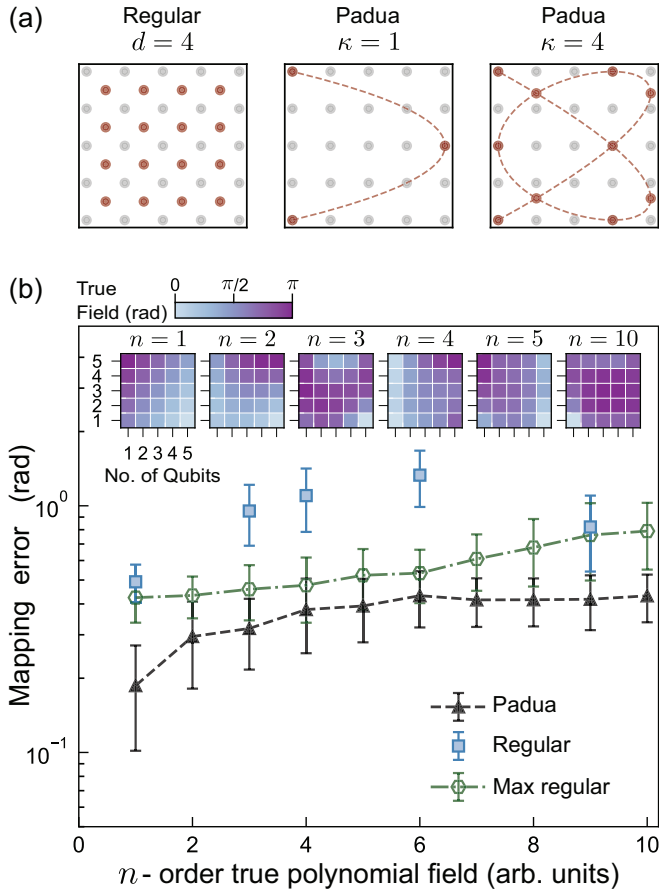 (a)
Regular
d = 4
Padua
κ = 1
Padua
κ = 4
(b)
True
Field (rad)
0 π/2 π
n = 1 n = 2 n = 3 n = 4 n = 5 n = 10
5
4
3
2
1
1 2 3 4 5
No. of Qubits
Mapping error (rad)
10⁰
10⁻¹
Padua
Regular
Max regular
0 2 4 6 8 10
n- order true polynomial field (arb. units)